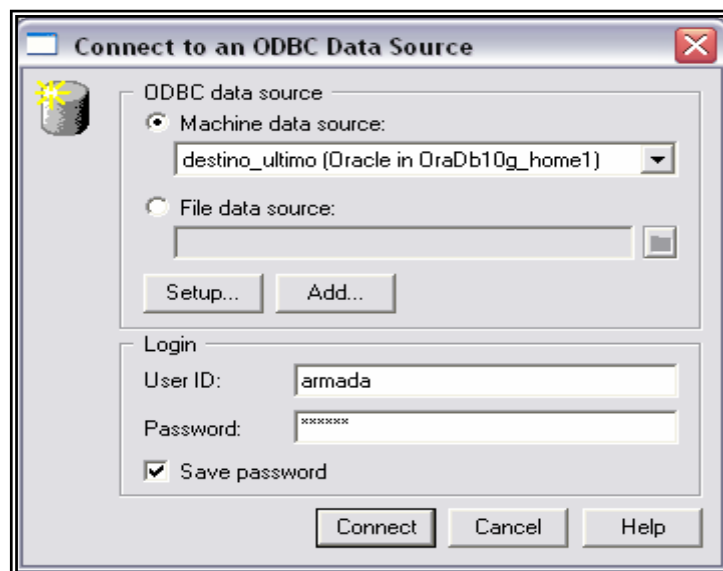 Connect to an ODBC Data Source
ODBC data source
Machine data source:
destino_ultimo (Oracle in OraDb10g_home1)
File data source:
Setup... Add...
Login
User ID: armada
Password: ******
Save password
Connect Cancel Help